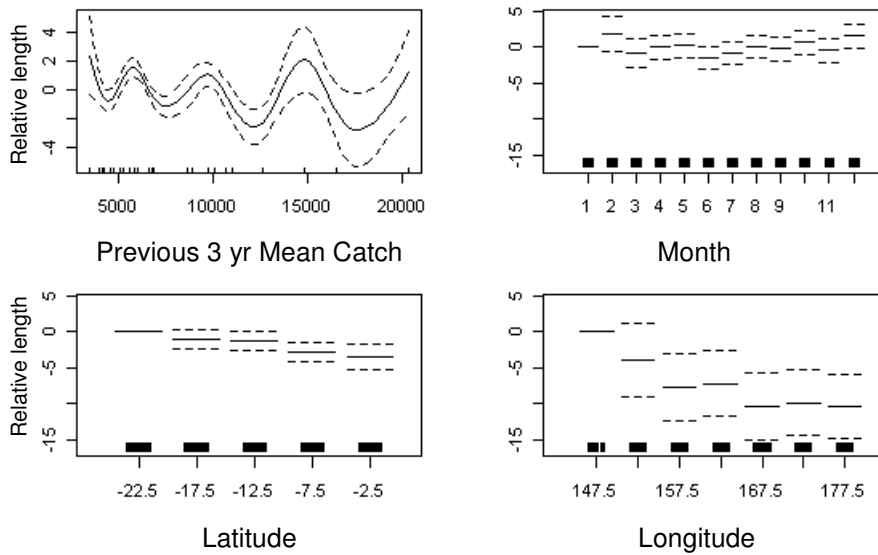 Relative length
4
2
0
-4
5000 10000 15000 20000
Previous 3 yr Mean Catch
5
0
-5
-15
1 2 3 4 5 6 7 8 9 11
Month
Relative length
5
0
-5
-15
-22.5 -17.5 -12.5 -7.5 -2.5
Latitude
5
0
-5
-15
147.5 157.5 167.5 177.5
Longitude